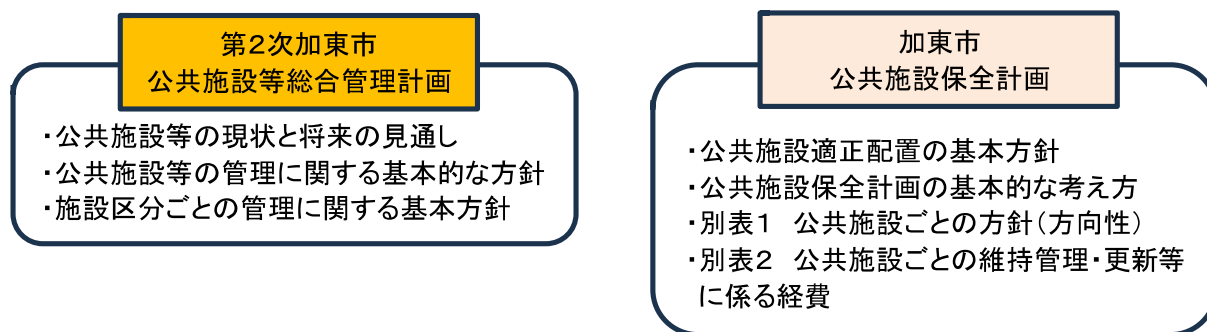 第2次加東市
公共施設等総合管理計画
・公共施設等の現状と将来の見通し
・公共施設等の管理に関する基本的な方針
・施設区分ごとの管理に関する基本方針
加東市
公共施設保全計画
・公共施設適正配置の基本方針
・公共施設保全計画の基本的な考え方
・別表1　公共施設ごとの方針(方向性)
・別表2　公共施設ごとの維持管理・更新等
に係る経費